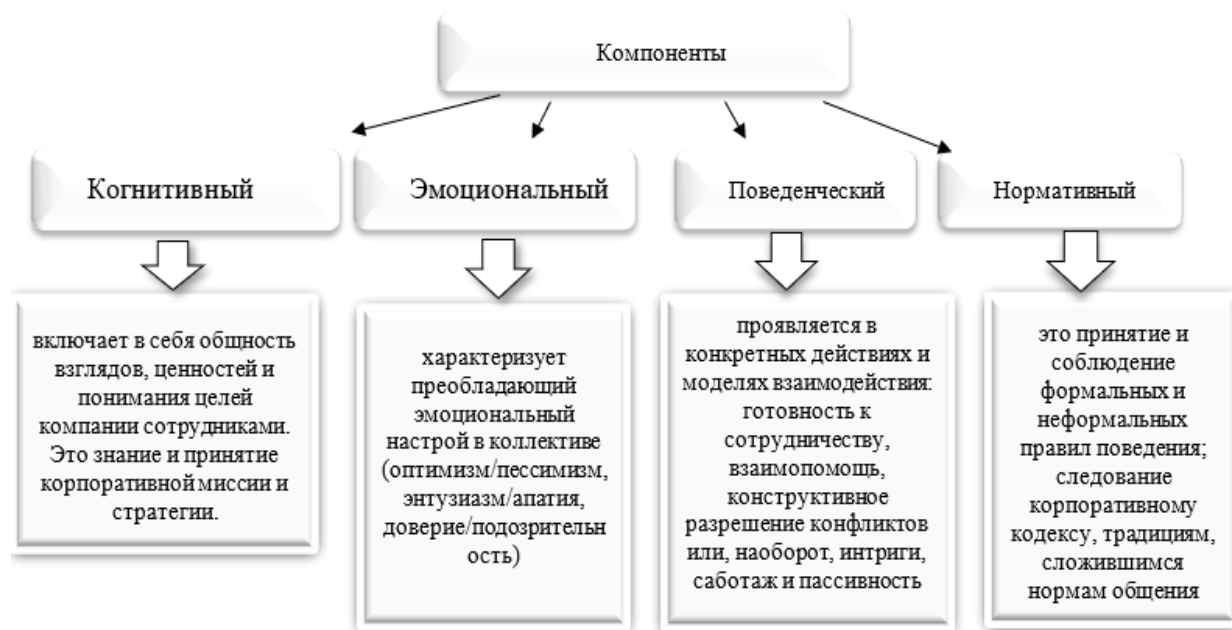 Компоненты
Когнитивный
Эмоциональный
Поведенческий
Нормативный
включает в себя общность
взглядов, ценностей и
понимания целей
компании сотрудниками.
Это знание и принятие
корпоративной миссии и
стратегии.
характеризует
преобладающий
эмоциональный
настрой в коллективе
(оптимизм/пессимизм,
энтузиазм/апатия,
доверие/подозрительн
ость)
проявляется в
конкретных действиях и
моделях взаимодействия:
готовность к
сотрудничеству,
взаимопомощь,
конструктивное
разрешение конфликтов
или, наоборот, интриги,
саботаж и пассивность
это принятие и
соблюдение
формальных и
неформальных
правил поведения;
следование
корпоративному
кодексу, традициям,
сложившимся
нормам общения